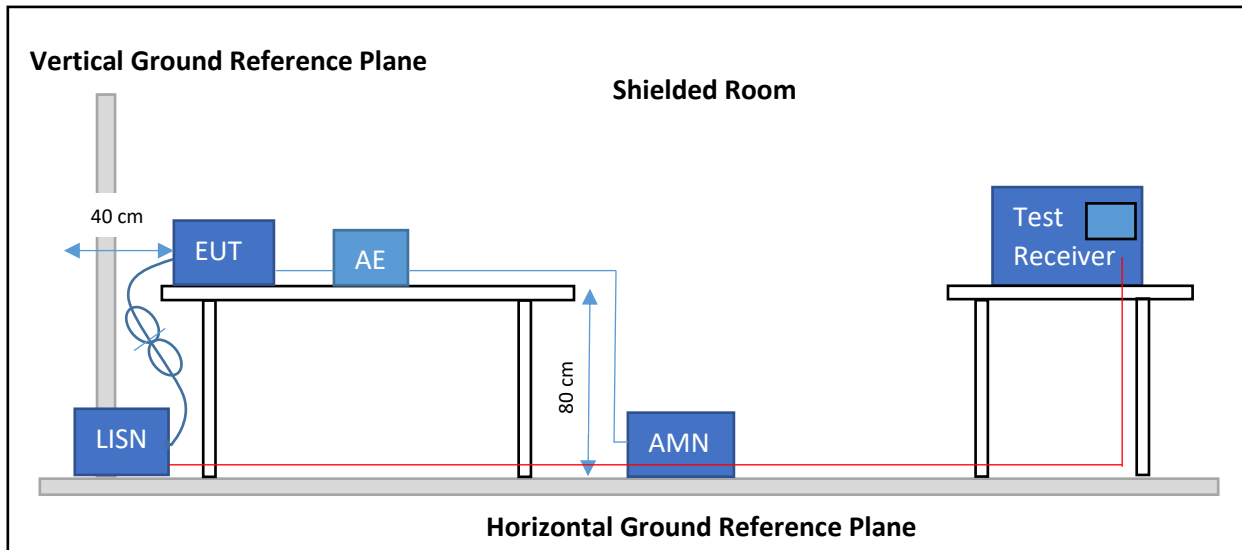 Vertical Ground Reference Plane
Shielded Room
40 cm
EUT
AE
Test
Receiver
80 cm
LISN
AMN
Horizontal Ground Reference Plane